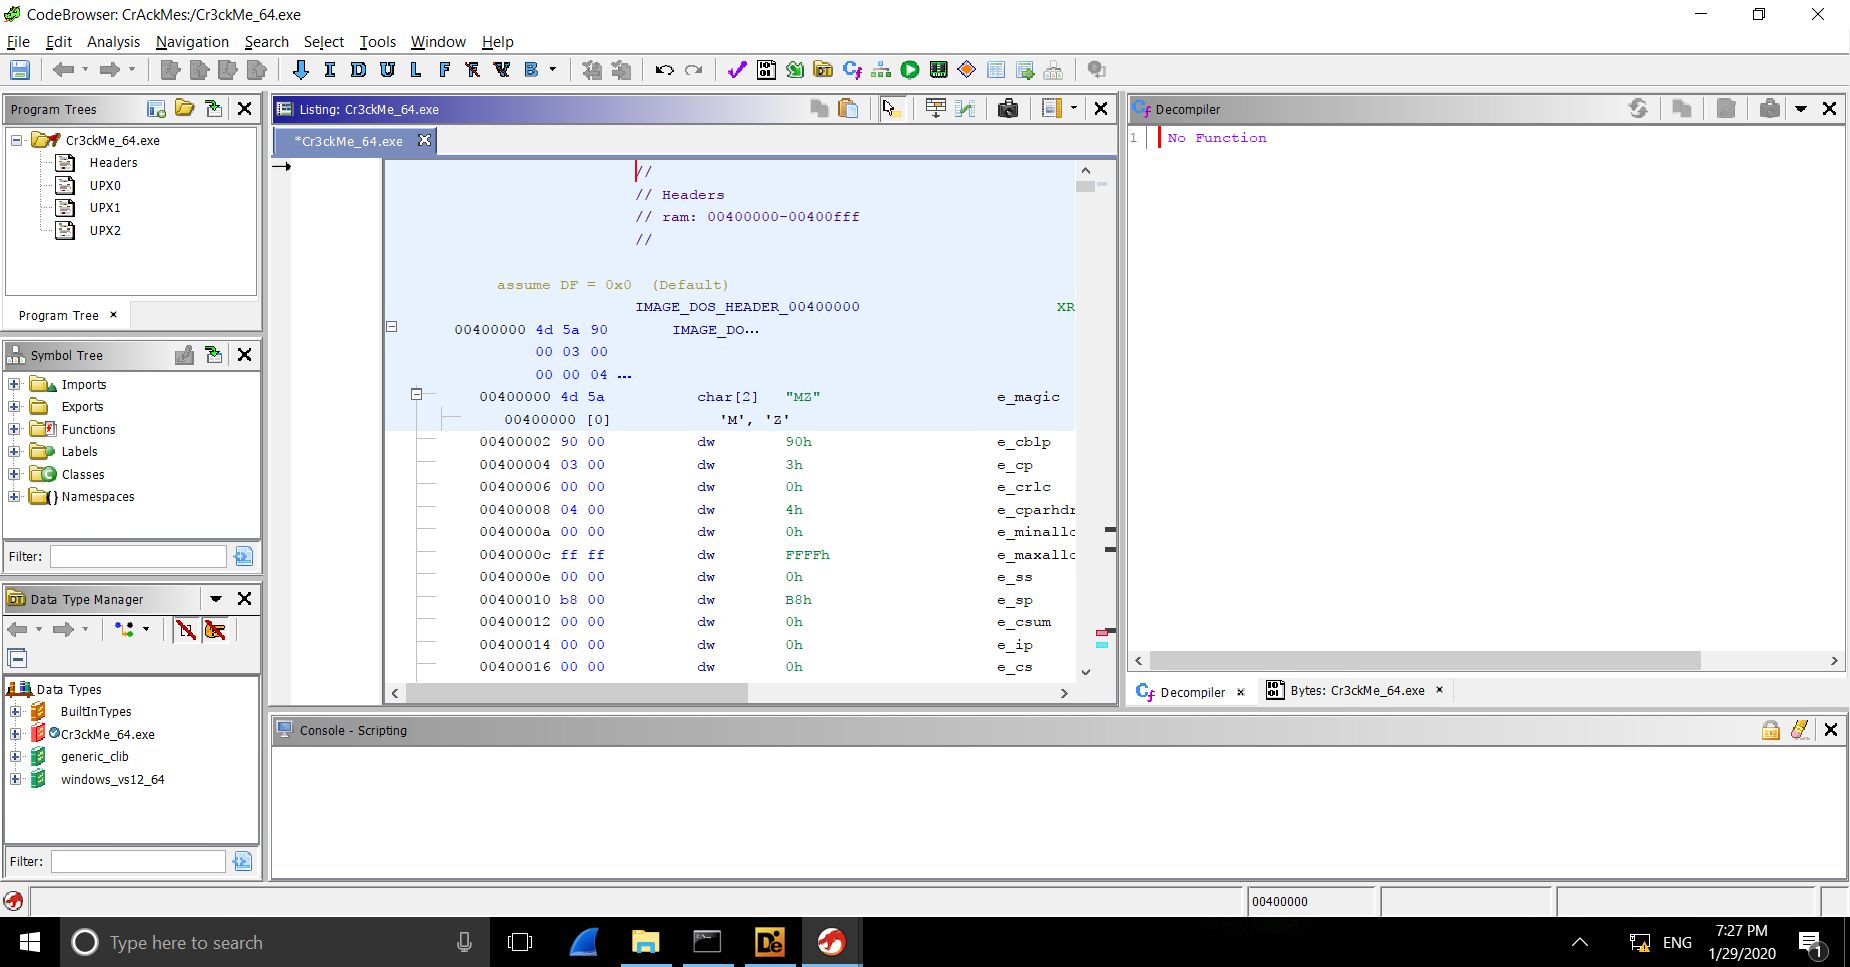 CodeBrowser: CrAckMes:/Cr3ckMe_64.exe
File Edit Analysis Navigation Search Select Tools Window Help
I D U L F R V B
Program Trees
Cr3ckMe_64.exe
Headers
UPX0
UPX1
UPX2
Program Tree ×
Symbol Tree
Imports
Exports
Functions
Labels
Classes
Namespaces
Filter:
Data Type Manager
Data Types
BuiltInTypes
Cr3ckMe_64.exe
generic_clib
windows_vs12_64
Filter:
Listing: Cr3ckMe_64.exe
*Cr3ckMe_64.exe
//
// Headers
// ram: 00400000-00400fff
//
assume DF = 0x0 (Default)
IMAGE_DOS_HEADER_00400000 XR
00400000 4d 5a 90 IMAGE_DO...
00 03 00
00 00 04 ...
00400000 4d 5a char[2] "MZ" e_magic
00400000 [0] 'M', 'Z'
00400002 90 00 dw 90h e_cblp
00400004 03 00 dw 3h e_cp
00400006 00 00 dw 0h e_crlc
00400008 04 00 dw 4h e_cparhdr
0040000a 00 00 dw 0h e_minallc
0040000c ff ff dw FFFFh e_maxallc
0040000e 00 00 dw 0h e_ss
00400010 b8 00 dw B8h e_sp
00400012 00 00 dw 0h e_csum
00400014 00 00 dw 0h e_ip
00400016 00 00 dw 0h e_cs
Decompiler
1 No Function
Decompiler × Bytes: Cr3ckMe_64.exe ×
Console - Scripting
00400000
Type here to search
De
ENG
7:27 PM
1/29/2020
1